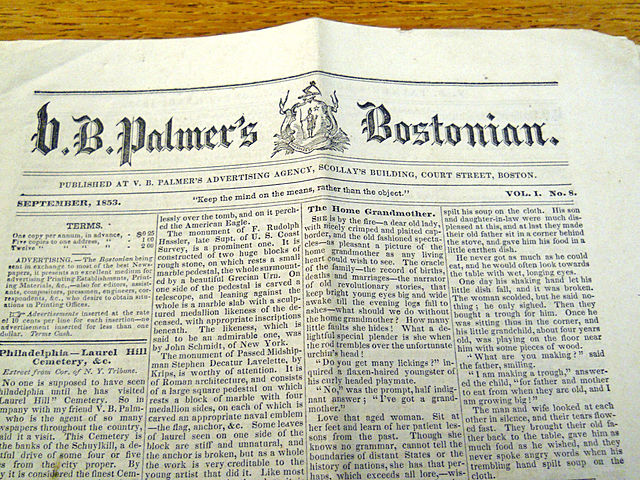 V. B. Palmer's Bostonian.
PUBLISHED AT V. B. PALMER'S ADVERTISING AGENCY, SCOLLAY'S BUILDING, COURT STREET, BOSTON.
SEPTEMBER, 1853.
"Keep the mind on the means, rather than the object."
VOL. I. No. 8.
TERMS.
One copy per annum, in advance, $0 25
Five copies to one address, " 1 00
Twelve " " " 2 00
ADVERTISING.—The Bostonian being
sent in exchange to most of the best News-
papers, it presents an excellent medium for
advertising Establishments, Printing
Materials, &c., also for editors, assist-
ants, compositors, pressmen, engineers, cor-
respondents, &c., who desire to obtain situ-
ations in Printing Offices.
Advertisements inserted at the rate
of 10 cents per line for each insertion—no
advertisement inserted for less than one
dollar. Terms Cash.
Philadelphia.—Laurel Hill
Cemetery, &c.
Extract from Cor. of N. Y. Tribune.
No one is supposed to have seen
Philadelphia until he has visited
"Laurel Hill" Cemetery. So in
company with my friend V. B. Palm-
who is the agent of so many
newspapers throughout the country,
paid it a visit. This Cemetery is
the banks of the Schuylkill, a de-
ful drive of some four or five
s from the city proper. By
y it is considered the finest Cem-
lessly over the tomb, and on it perch-
ed the American Eagle.
The monument of F. Rudolph
Hassler, late Supt. of U. S. Coast
Survey, is a prominent one. It is
constructed of two huge blocks of
rough stone, on which rests a small
marble pedestal, the whole surmount-
ed by a beautiful Grecian Urn. On
one side of the pedestal is carved a
telescope, and leaning against the
whole is a marble slab with a sculp-
tured medallion likeness of the de-
ceased, with appropriate inscriptions
beneath. The likeness, which is
said to be an admirable one, was
by John Schmidt, of New York.
The monument of Passed Midship-
man Stephen Decatur Lavelette, by
Krips, is worthy of attention. It is
of Roman architecture, and consists
of a large square pedestal on which
rests a block of marble with four
medallion sides, on each of which is
carved an appropriate naval emblem
—the flag, anchor, &c. Some leaves
of laurel seen on one side of the
block are stiff and unnatural, and
the anchor is broken, but as a whole
the work is very creditable to the
young artist that did it. Like most
The Home Grandmother.
SHE is by the fire—a dear old lady,
with nicely crimped and plaited cap-
border, and the old fashioned specta-
cles—as pleasant a picture of the
home grandmother as any living
heart could wish to see. The oracle
of the family—the record of births,
deaths and marriages—the narrator
of old revolutionary stories, that
keep bright young eyes big and wide
awake till the evening logs fall to
ashes—what should we do without
the home grandmother? How many
little faults she hides! What a de-
lightful special pleader is she when
the rod trembles over the unfortunate
urchin's head!
"Do you get many lickens?" in-
quired a flaxen-haired youngster of
his curly headed playmate.
"No," was the prompt, half indig-
nant answer; "I've got a grand-
mother."
Love that aged woman. Sit at
her feet and learn of her patient les-
sons from the past. Though she
knows no grammar, cannot tell the
boundaries of distant States or the
history of nations, she has that per-
haps, which exceeds all lore,—wis-
spilt his soup on the cloth. His son
and daughter-in-law were much dis-
pleased at this, and at last they made
their old father sit in a corner behind
the stove, and gave him his food in a
little earthen dish.
He never got as much as he could
eat, and he would often look towards
the table with wet, longing eyes.
One day his shaking hand let his
little dish fall, and it was broken.
The woman scolded, but he said no-
thing; he only sighed. Then they
bought a trough for him. Once he
was sitting thus in the corner, and
his little grandchild, about four years
old, was playing on the floor near
him with some pieces of wood.
"What are you making?" said
the father, smiling.
"I am making a trough," answer-
ed the child, "for father and mother
to eat from when they are old, and I
am growing big!"
The man and wife looked at each
other in silence, and their tears flow-
ed fast. They brought their old fa-
ther back to the table, gave him as
much food as he wished, and they
never spoke angry words when his
trembling hand spilt soup on the
cloth.